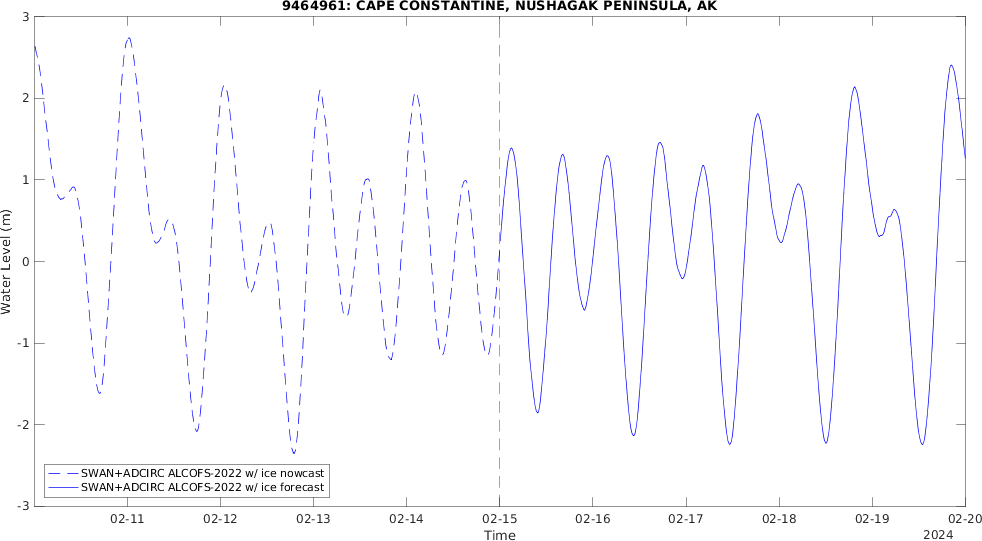 9464961: CAPE CONSTANTINE, NUSHAGAK PENINSULA, AK
3
2
1
0
-1
-2
-3
Water Level (m)
SWAN+ADCIRC ALCOFS-2022 w/ ice nowcast
SWAN+ADCIRC ALCOFS-2022 w/ ice forecast
02-11 02-12 02-13 02-14 02-15 02-16 02-17 02-18 02-19 02-20
Time
2024